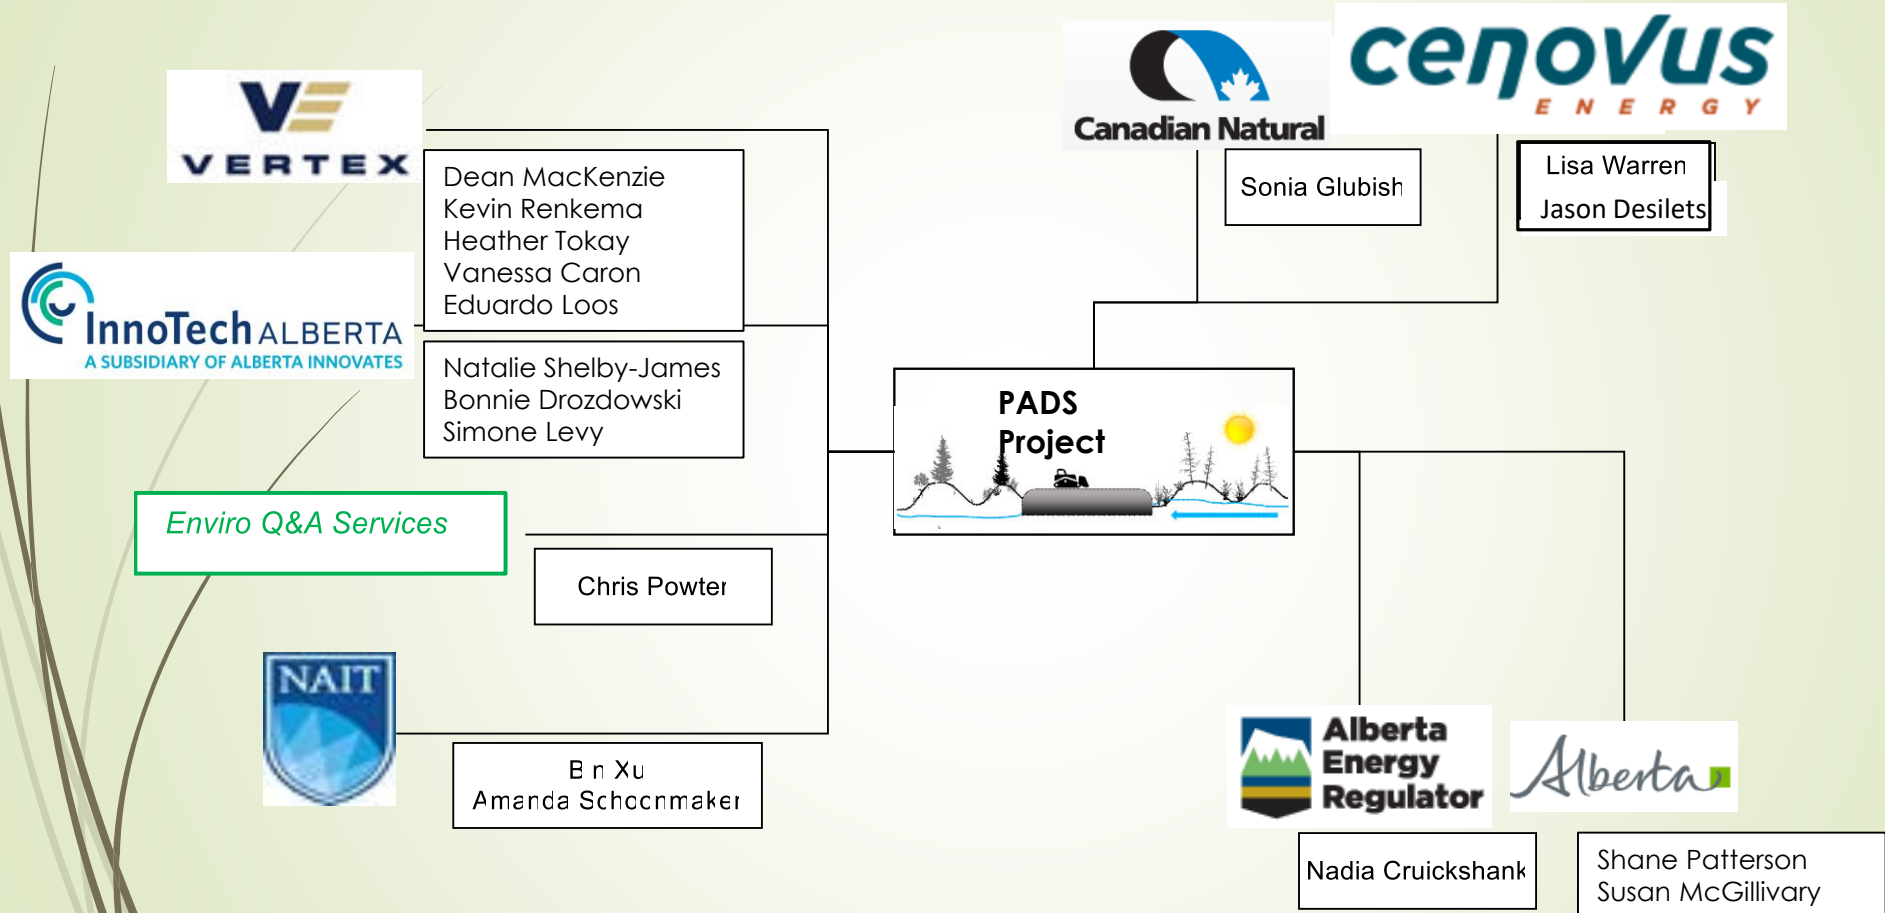 VERTEX
Dean MacKenzie
Kevin Renkema
Heather Tokay
Vanessa Caron
Eduardo Loos
InnoTech ALBERTA
A SUBSIDIARY OF ALBERTA INNOVATES
Natalie Shelby-James
Bonnie Drozdowski
Simone Levy
Enviro Q&A Services
Chris Powter
NAIT
Bin Xu
Amanda Schoonmaker
Canadian Natural
cenovus
ENERGY
Sonia Glubish
Lisa Warren
Jason Desilets
PADS
Project
Alberta
Energy
Regulator
Nadia Cruickshank
Alberta
Shane Patterson
Susan McGillivary